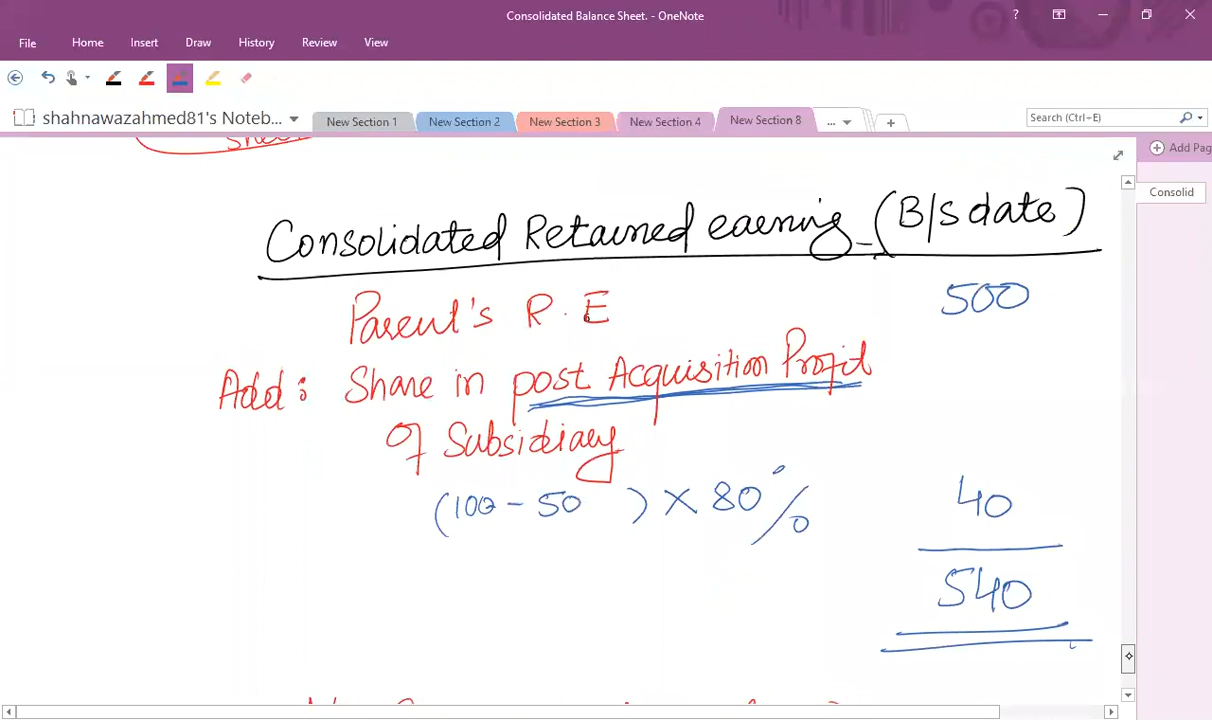 Consolidated Balance Sheet. - OneNote
?
File Home Insert Draw History Review View
shahnawazahmed81's Noteb... New Section 1 New Section 2 New Section 3 New Section 4 New Section 8 ... + Search (Ctrl+E)
Add Pag
Consolid
Consolidated Retained earning (B/S date)
Parent's R.E 500
Add: Share in post Acquisition Profit
Of Subsidiary
(100 - 50 ) × 80% 40
540